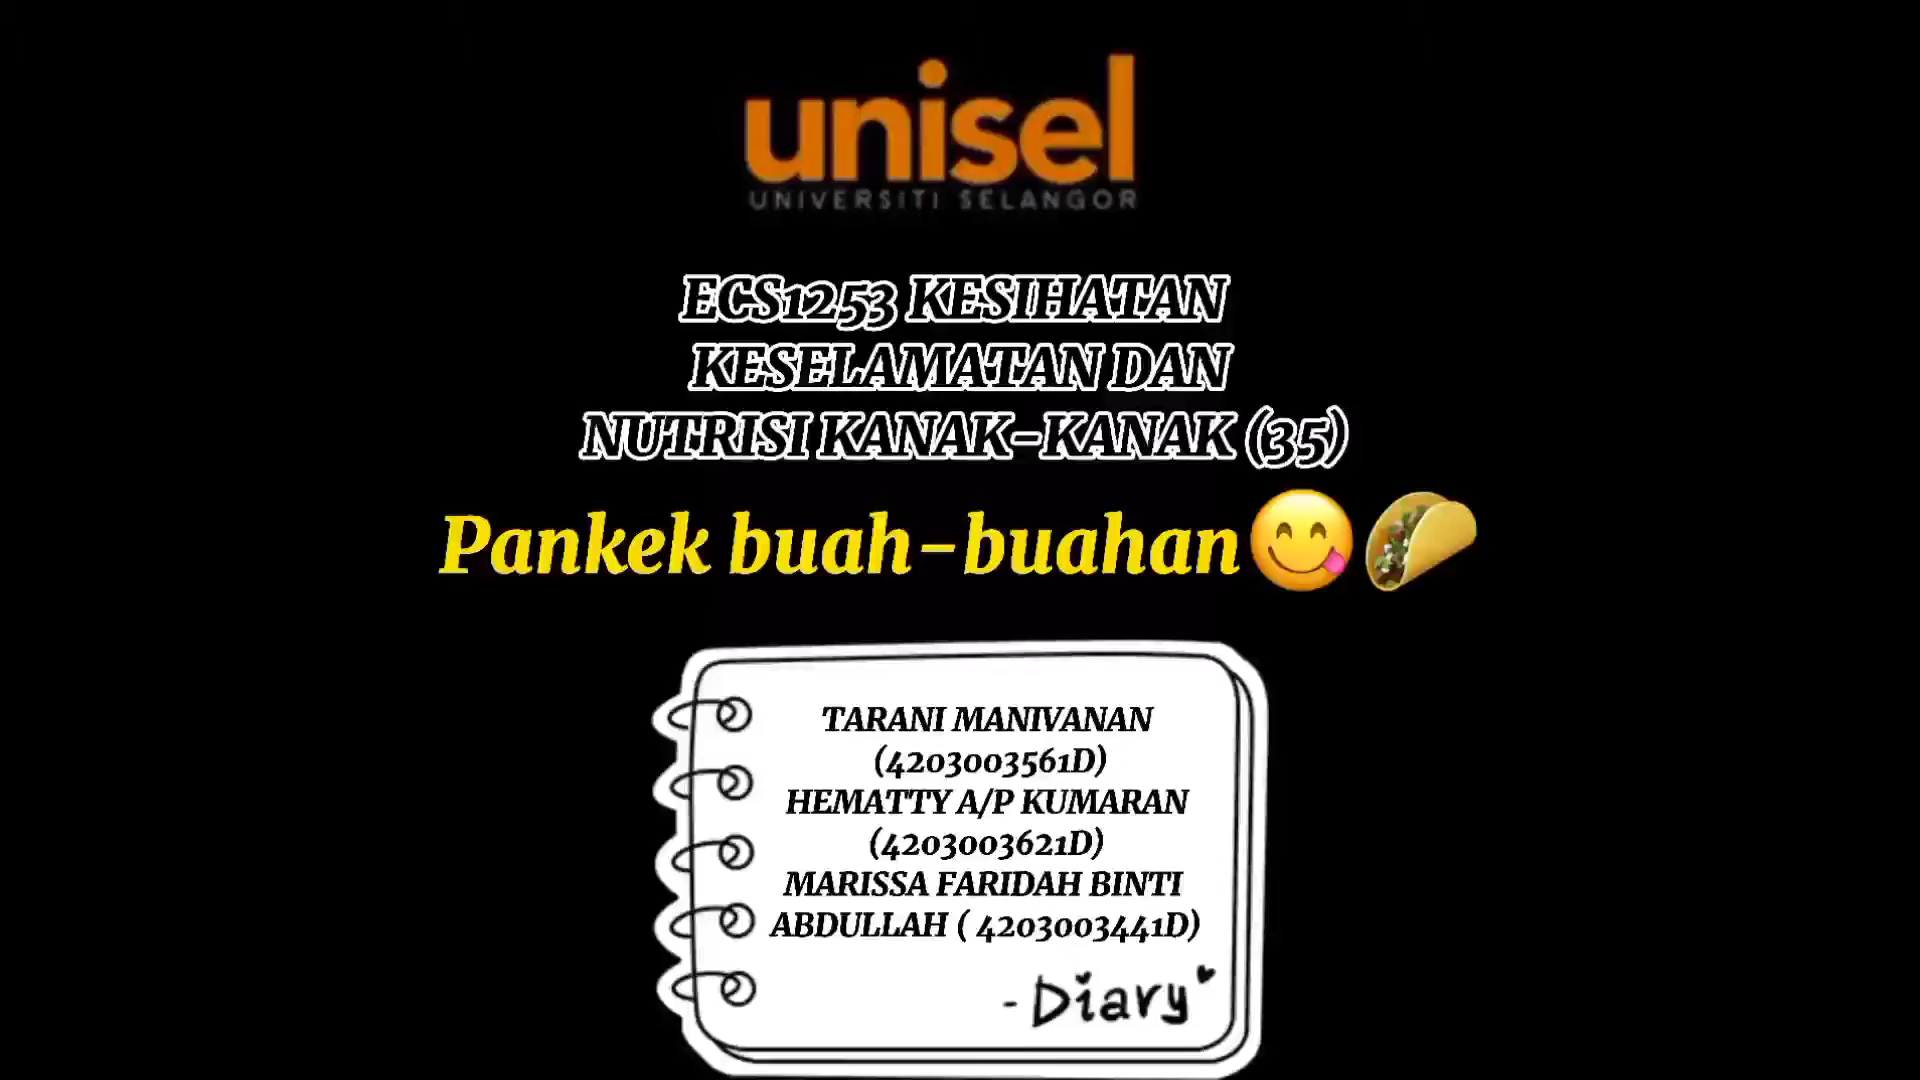 unisel
UNIVERSITI SELANGOR
ECS1253 KESIHATAN
KESELAMATAN DAN
NUTRISI KANAK-KANAK (35)
Pankek buah-buahan😋🌮
TARANI MANIVANAN
(4203003561D)
HEMATTY A/P KUMARAN
(4203003621D)
MARISSA FARIDAH BINTI
ABDULLAH ( 4203003441D)
- Diary